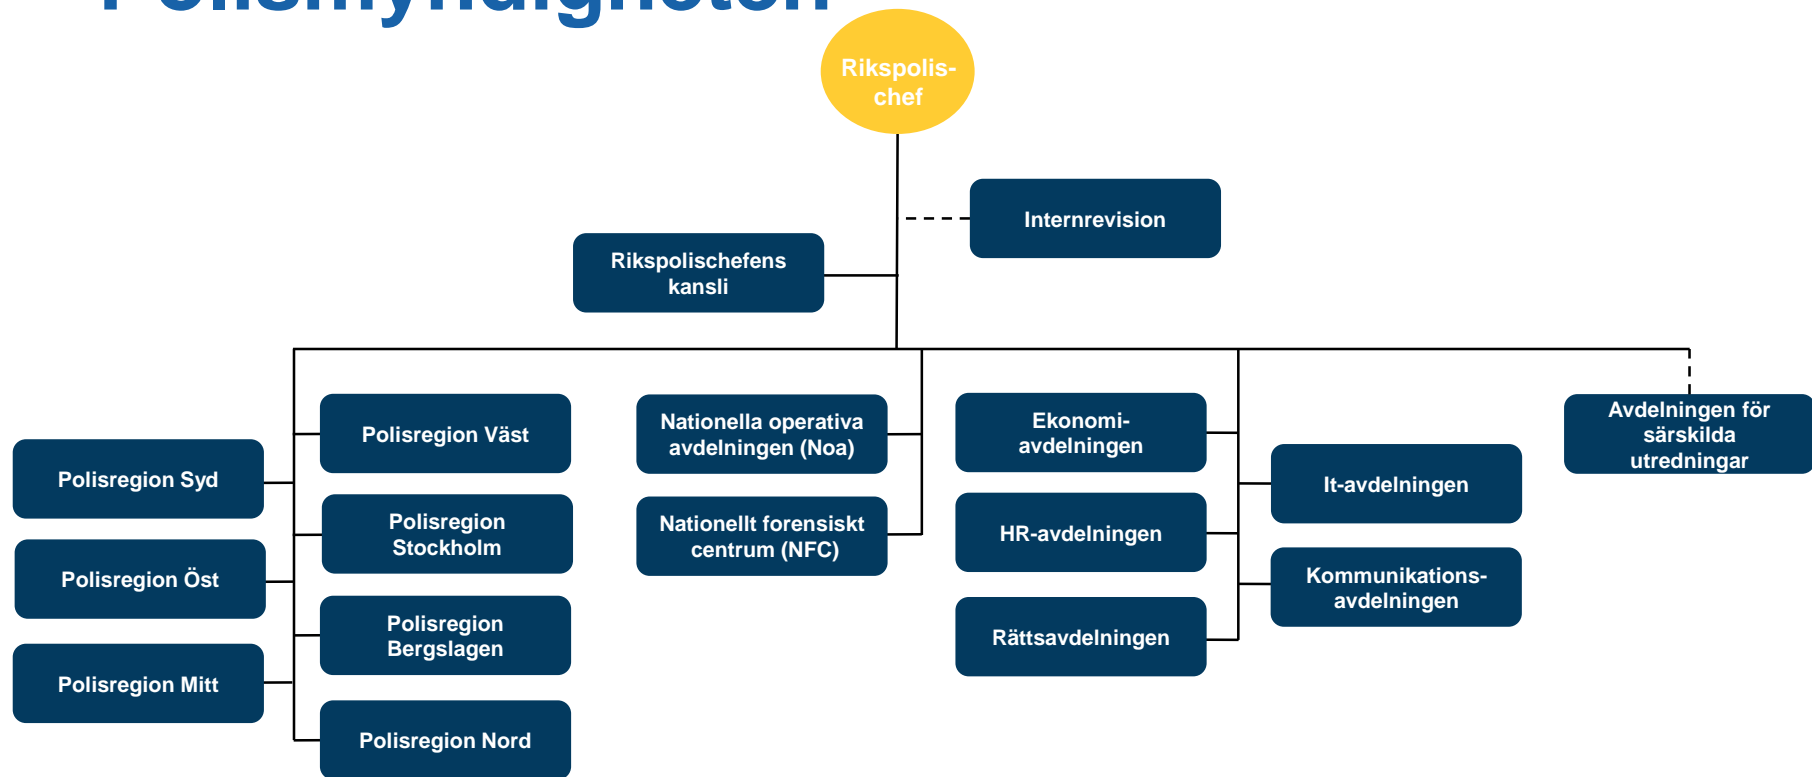 Polismyndigheten
Rikspolis-
chef
Internrevision
Rikspolischefens
kansli
Polisregion Väst
Polisregion Syd
Polisregion
Stockholm
Polisregion Öst
Polisregion
Bergslagen
Polisregion Mitt
Polisregion Nord
Nationella operativa
avdelningen (Noa)
Nationellt forensiskt
centrum (NFC)
Ekonomi-
avdelningen
HR-avdelningen
Rättsavdelningen
It-avdelningen
Kommunikations-
avdelningen
Avdelningen för
särskilda
utredningar